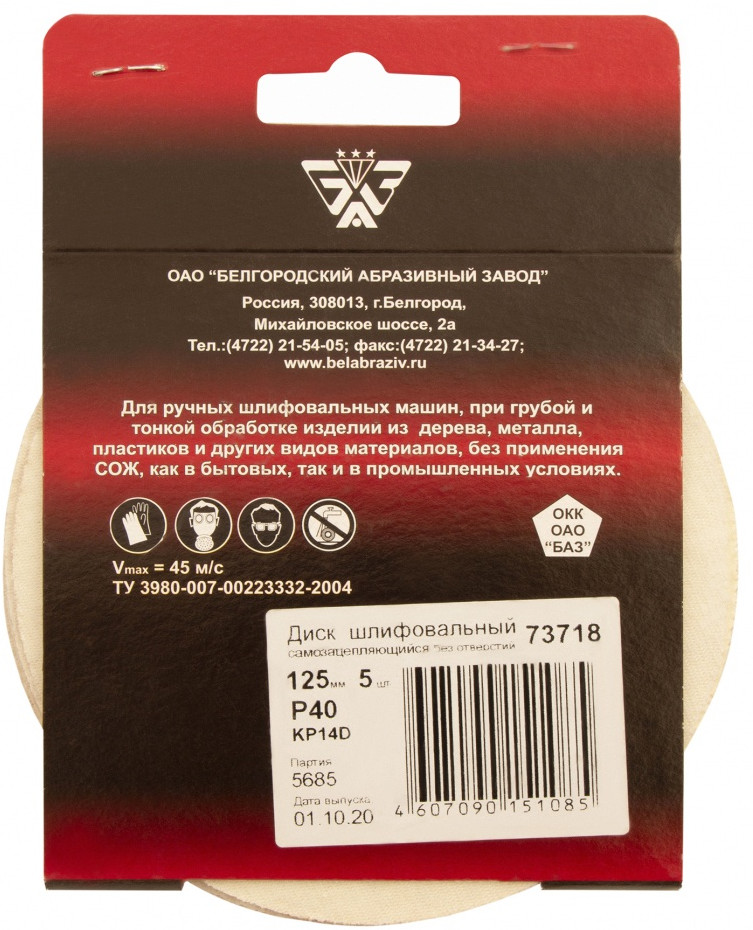 БАЗ
ОАО "БЕЛГОРОДСКИЙ АБРАЗИВНЫЙ ЗАВОД"
Россия, 308013, г.Белгород,
Михайловское шоссе, 2а
Тел.:(4722) 21-54-05; факс:(4722) 21-34-27;
www.belabraziv.ru
Для ручных шлифовальных машин, при грубой и
тонкой обработке изделии из дерева, металла,
пластиков и других видов материалов, без применения
СОЖ, как в бытовых, так и в промышленных условиях.
ОКК
ОАО
"БАЗ"
Vmax = 45 м/с
ТУ 3980-007-00223332-2004
Диск шлифовальный 73718
самозацепляющийся без отверстий
125мм 5 шт
P40
KP14D
Партия
5685
Дата выпуска
01.10.20
4 607090 151085